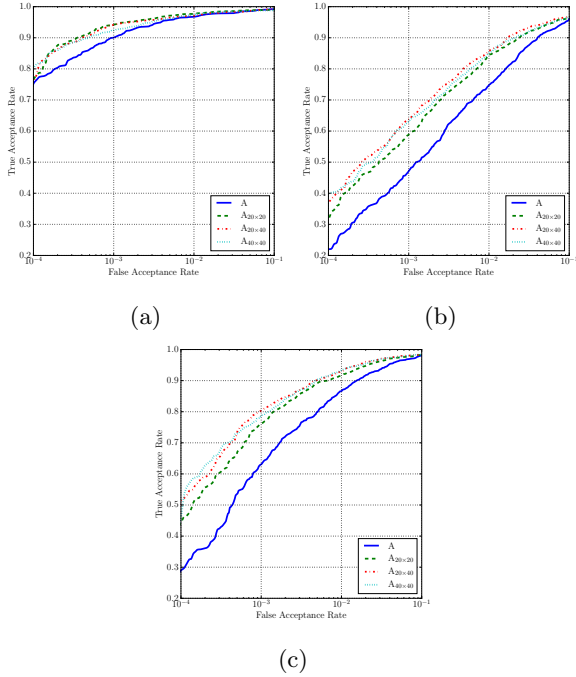 1.0
0.9
0.8
0.7
0.6
0.5
0.4
0.3
0.2
True Acceptance Rate
A
A20×20
A20×40
A40×40
10−4
10−3
10−2
10−1
False Acceptance Rate
(a)
1.0
0.9
0.8
0.7
0.6
0.5
0.4
0.3
0.2
True Acceptance Rate
A
A20×20
A20×40
A40×40
10−4
10−3
10−2
10−1
False Acceptance Rate
(b)
1.0
0.9
0.8
0.7
0.6
0.5
0.4
0.3
0.2
True Acceptance Rate
A
A20×20
A20×40
A40×40
10−4
10−3
10−2
10−1
False Acceptance Rate
(c)